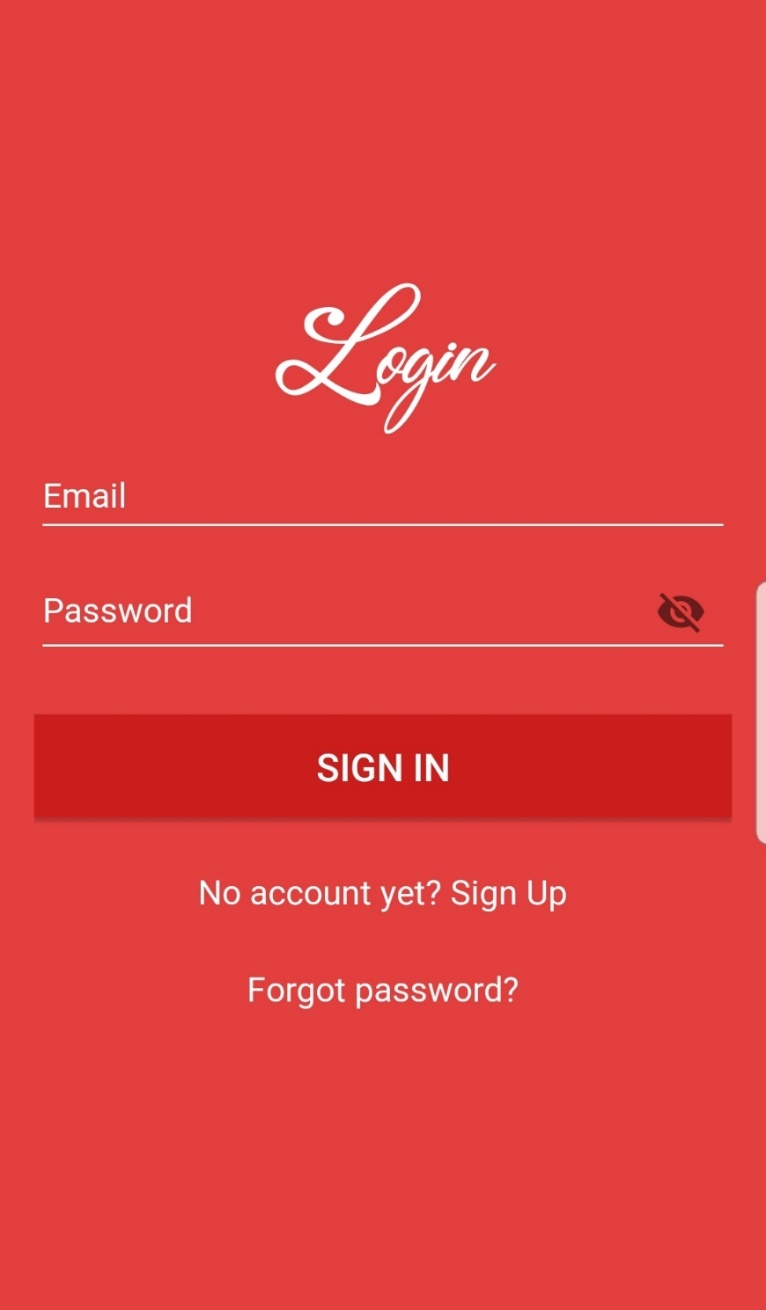 Login
Email
Password
SIGN IN
No account yet? Sign Up
Forgot password?